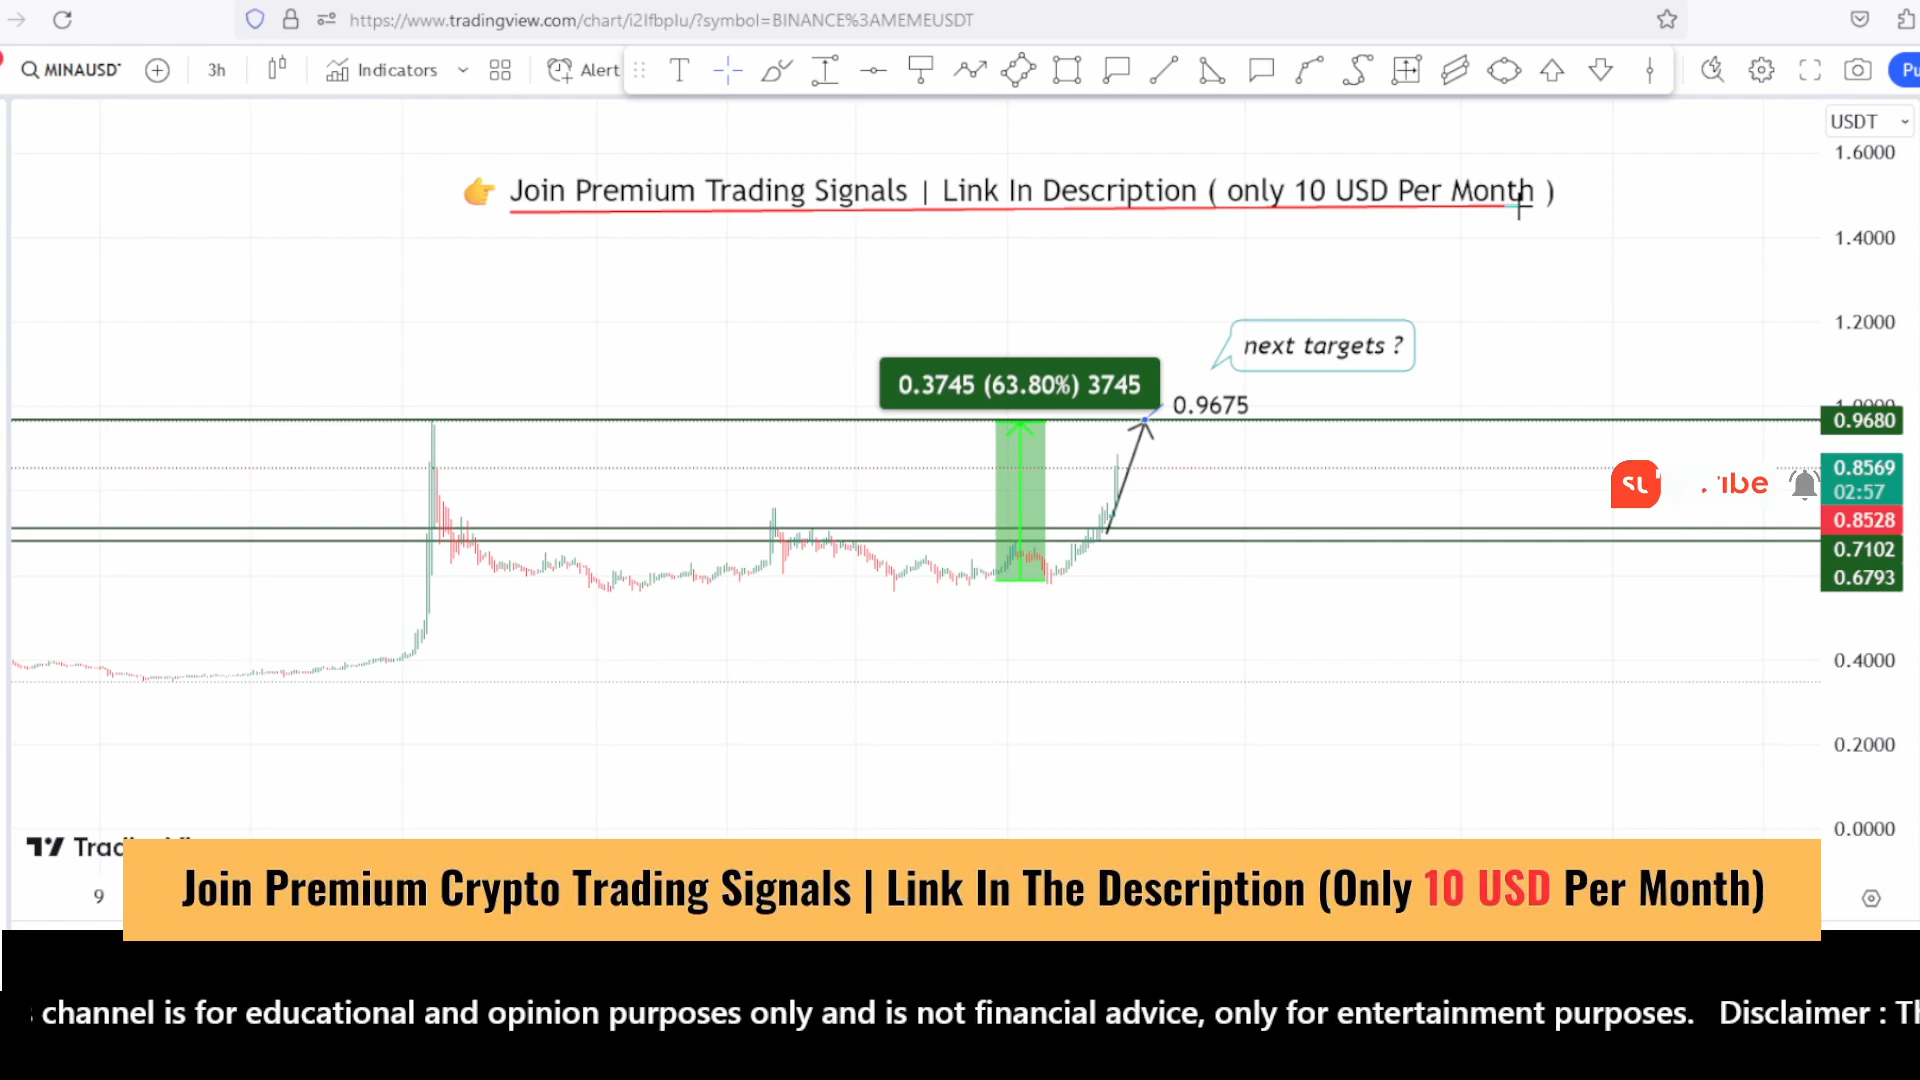 https://www.tradingview.com/chart/i2lfbplu/?symbol=BINANCE%3AMEMEUSDT
MINAUSD
3h
Indicators
Alert
Pu
USDT
1.6000
👉 Join Premium Trading Signals | Link In Description ( only 10 USD Per Month )
1.4000
1.2000
next targets ?
0.3745 (63.80%) 3745
0.9675
1.0000
0.9680
0.8569
02:57
0.8528
0.7102
0.6793
0.4000
0.2000
0.0000
9
Join Premium Crypto Trading Signals | Link In The Description (Only 10 USD Per Month)
channel is for educational and opinion purposes only and is not financial advice, only for entertainment purposes. Disclaimer : Th